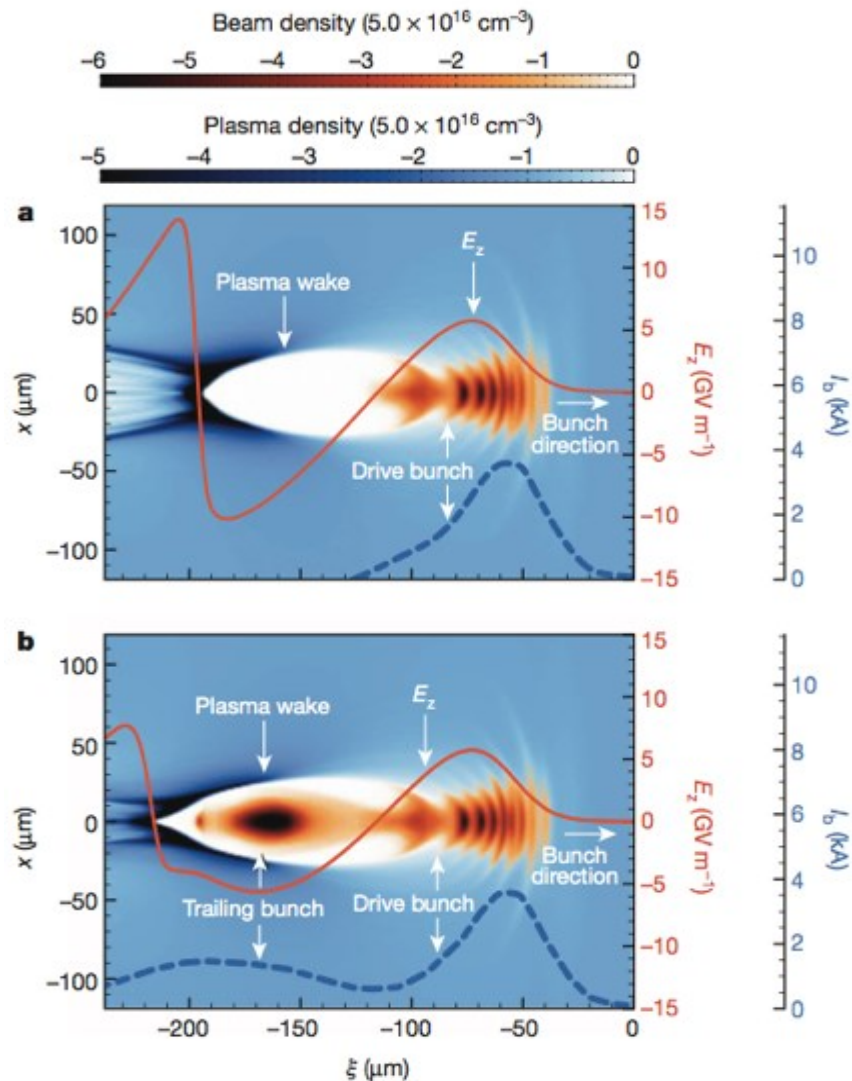 Beam density (5.0 × 10¹⁶ cm⁻³)
−6 −5 −4 −3 −2 −1 0
Plasma density (5.0 × 10¹⁶ cm⁻³)
−5 −4 −3 −2 −1 0
a
100
50
0
−50
−100
x (μm)
Plasma wake
E_z
Drive bunch
Bunch direction
15
10
5
0
−5
−10
−15
E_z (GV m⁻¹)
10
8
6
4
2
0
I_b (kA)
b
100
50
0
−50
−100
x (μm)
Plasma wake
E_z
Trailing bunch
Drive bunch
Bunch direction
15
10
5
0
−5
−10
−15
E_z (GV m⁻¹)
10
8
6
4
2
0
I_b (kA)
−200 −150 −100 −50 0
ξ (μm)